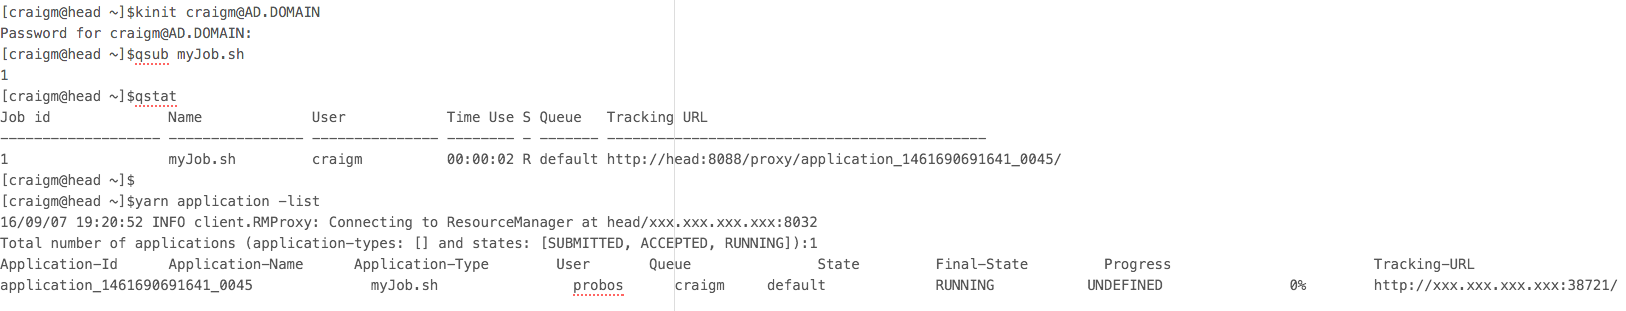 [craigm@head ~]$kinit craigm@AD.DOMAIN
Password for craigm@AD.DOMAIN:
[craigm@head ~]$qsub myJob.sh
1
[craigm@head ~]$qstat
Job id              Name             User            Time Use S Queue   Tracking URL
------------------- ---------------- --------------- -------- - ------- ---------------------------------------------
1                   myJob.sh         craigm          00:00:02 R default http://head:8088/proxy/application_1461690691641_0045/
[craigm@head ~]$
[craigm@head ~]$yarn application -list
16/09/07 19:20:52 INFO client.RMProxy: Connecting to ResourceManager at head/xxx.xxx.xxx.xxx:8032
Total number of applications (application-types: [] and states: [SUBMITTED, ACCEPTED, RUNNING]):1
Application-Id      Application-Name      Application-Type        User       Queue               State         Final-State         Progress                        Tracking-URL
application_1461690691641_0045              myJob.sh                probos      craigm     default             RUNNING           UNDEFINED               0%        http://xxx.xxx.xxx.xxx:38721/